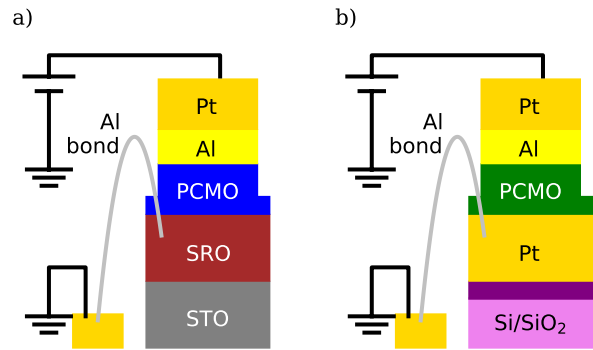 a)
Pt
Al
bond
Al
PCMO
SRO
STO
b)
Pt
Al
bond
Al
PCMO
Pt
Si/SiO₂